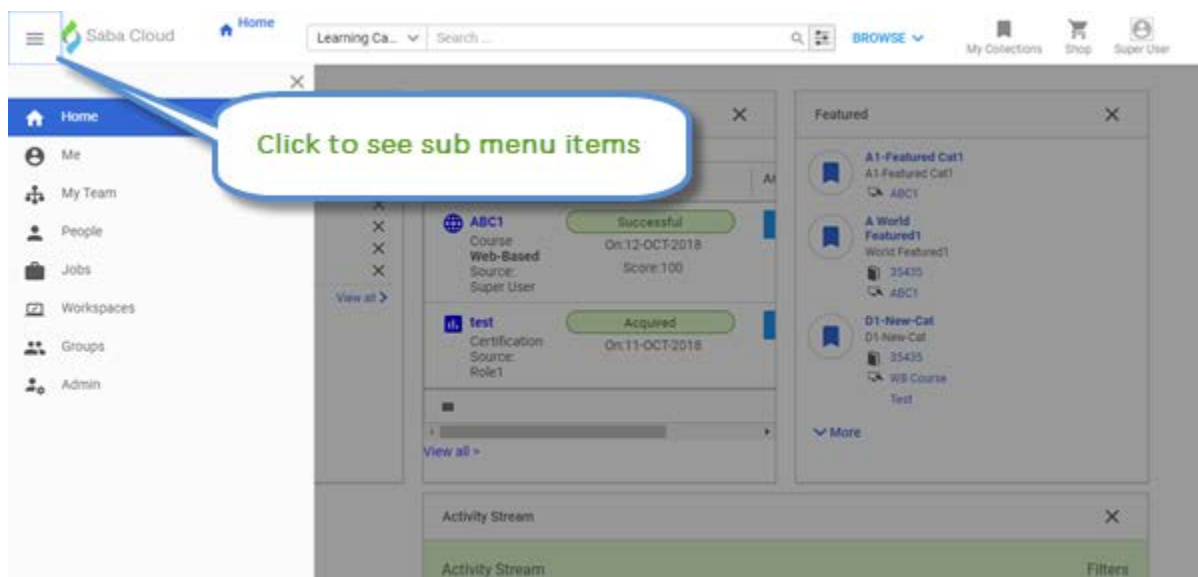 Saba Cloud
Home
Learning Ca...
Search ...
BROWSE
My Collections
Shop
Super User
Home
Me
My Team
People
Jobs
Workspaces
Groups
Admin
Click to see sub menu items
View all
ABC1
Course
Web-Based
Source:
Super User
Successful
On:12-OCT-2018
Score:100
test
Certification
Source:
Role1
Acquired
On:11-OCT-2018
View all »
Featured
A1-Featured Cat1
A1-Featured Cat1
ABC1
A World
Featured1
World Featured1
35435
ABC1
D1-New-Cat
D1-New-Cat
35435
WB Course
Test
More
Activity Stream
Activity Stream
Filters